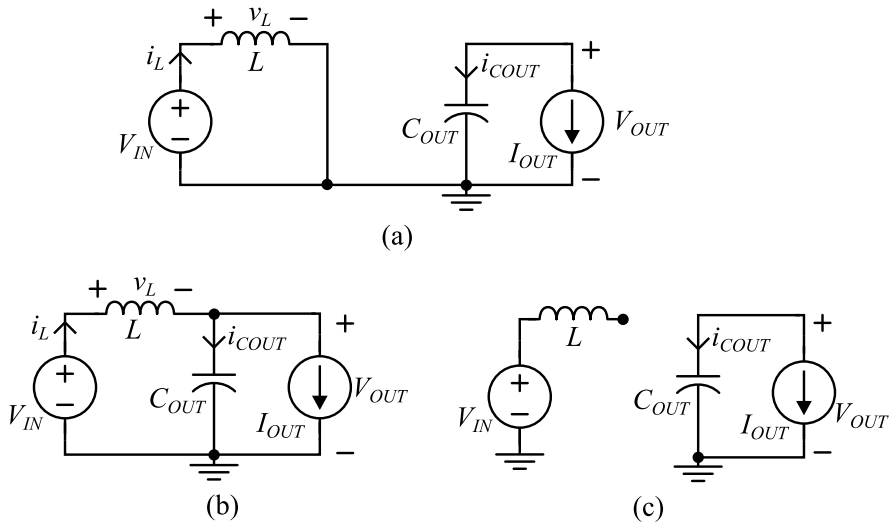 + v_L −
i_L
L
+
−
V_IN
i_COUT
C_OUT
I_OUT
+
V_OUT
−
(a)
+ v_L −
i_L
L
+
−
V_IN
i_COUT
C_OUT
I_OUT
+
V_OUT
−
(b)
L
+
−
V_IN
i_COUT
C_OUT
I_OUT
+
V_OUT
−
(c)